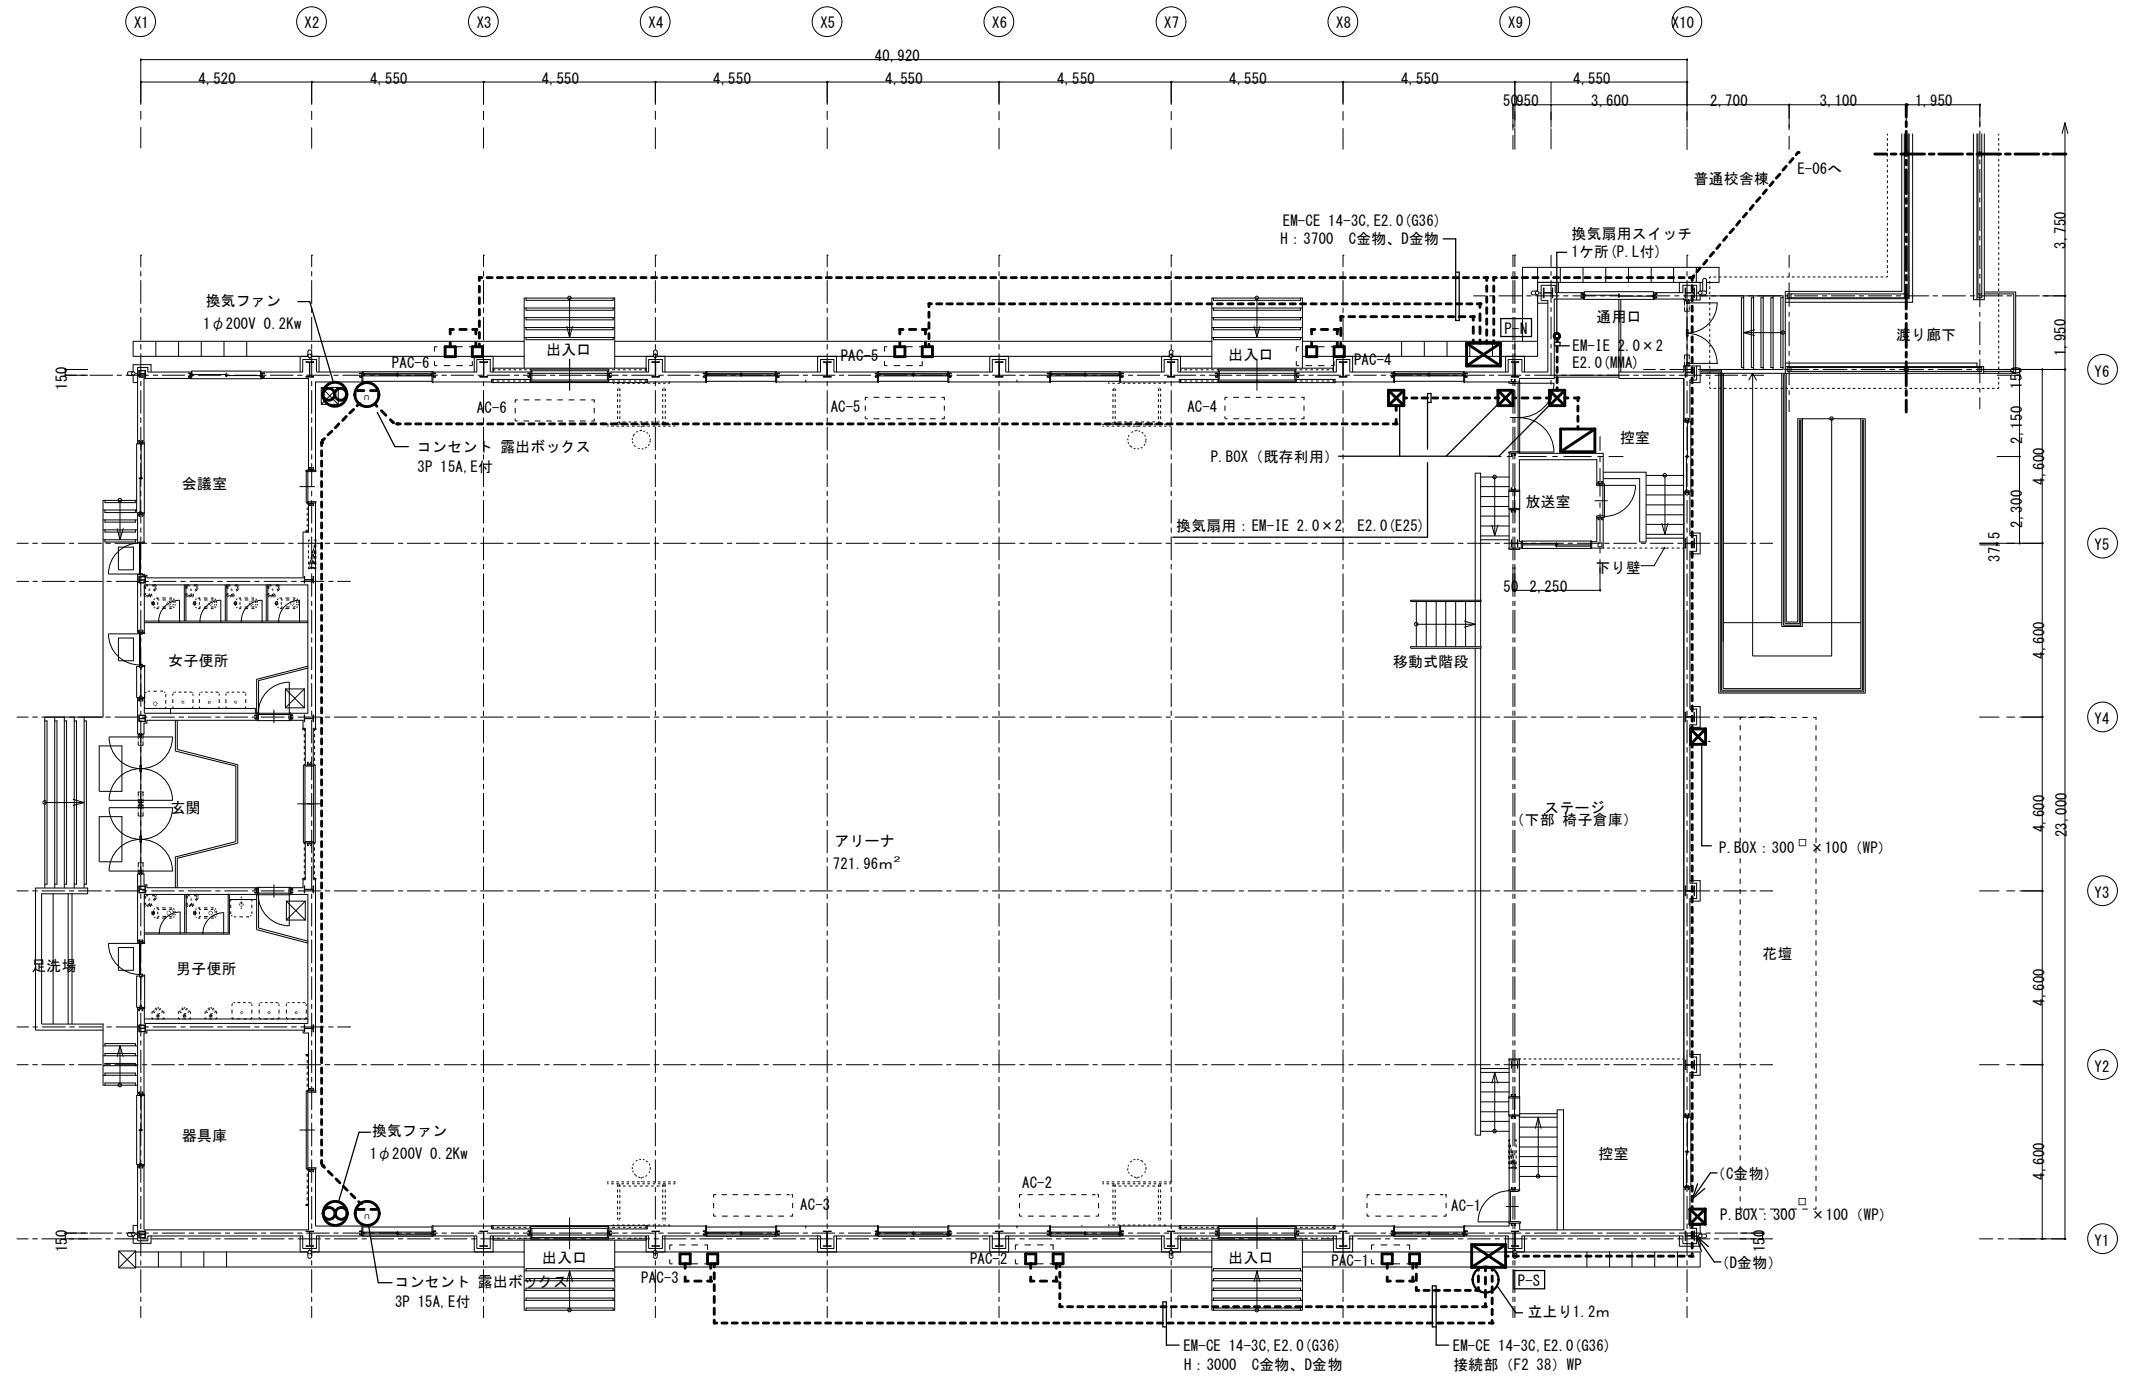 X1
X2
X3
X4
X5
X6
X7
X8
X9
X10
40,920
4,520
4,550
4,550
4,550
4,550
4,550
4,550
4,550
4,550
50
950
3,600
2,700
3,100
1,950
普通校舎棟
E-06へ
3,750
EM-CE 14-3C,E2.0(G36)
H:3700 C金物、D金物
換気扇用スイッチ
1ケ所(P.L付)
換気ファン
1φ200V 0.2Kw
P-N
通用口
渡り廊下
1,950
PAC-6
出入口
PAC-5
出入口
PAC-4
EM-IE 2.0×2
E2.0(MMA)
150
150
Y6
AC-6
AC-5
AC-4
コンセント 露出ボックス
3P 15A,E付
P.BOX (既存利用)
控室
2,150
4,600
会議室
放送室
2,300
換気扇用:EM-IE 2.0×2 E2.0(E25)
37.5
Y5
下り壁
50
2,250
女子便所
移動式階段
4,600
Y4
玄関
ステージ
(下部 椅子倉庫)
アリーナ
721.96m²
P.BOX:300□×100 (WP)
4,600
23,000
Y3
足洗場
男子便所
花壇
4,600
Y2
器具庫
換気ファン
1φ200V 0.2Kw
控室
4,600
(C金物)
AC-3
AC-2
AC-1
P.BOX:300□×100 (WP)
150
150
Y1
出入口
出入口
(D金物)
PAC-3
PAC-2
PAC-1
P-S
コンセント 露出ボックス
3P 15A,E付
立上り1.2m
EM-CE 14-3C,E2.0(G36)
H:3000 C金物、D金物
EM-CE 14-3C,E2.0(G36)
接続部 (F2 38) WP